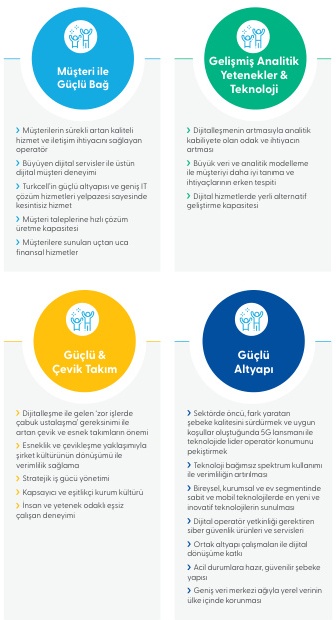 Müşteri ile
Güçlü Bağ
› Müşterilerin sürekli artan kaliteli
hizmet ve iletişim ihtiyacını sağlayan
operatör
› Büyüyen dijital servisler ile üstün
dijital müşteri deneyimi
› Turkcell'in güçlü altyapısı ve geniş IT
çözüm hizmetleri yelpazesi sayesinde
kesintisiz hizmet
› Müşteri taleplerine hızlı çözüm
üretme kapasitesi
› Müşterilere sunulan uçtan uca
finansal hizmetler
Gelişmiş Analitik
Yetenekler &
Teknoloji
› Dijitalleşmenin artmasıyla analitik
kabiliyete olan odak ve ihtiyacın
artması
› Büyük veri ve analitik modelleme
ile müşteriyi daha iyi tanıma ve
ihtiyaçlarının erken tespiti
› Dijital hizmetlerde yerli alternatif
geliştirme kapasitesi
Güçlü &
Çevik Takım
› Dijitalleşme ile gelen 'zor işlerde
çabuk ustalaşma' gereksinimi ile
artan çevik ve esnek takımların önemi
› Esneklik ve çevikleşme yaklaşımıyla
şirket kültürünün dönüşümü ile
verimlilik sağlama
› Stratejik iş gücü yönetimi
› Kapsayıcı ve eşitlikçi kurum kültürü
› İnsan ve yetenek odaklı eşsiz
çalışan deneyimi
Güçlü
Altyapı
› Sektörde öncü, fark yaratan
şebeke kalitesini sürdürmek ve uygun
koşullar oluştuğunda 5G lansmanı ile
teknolojide lider operatör konumunu
pekiştirmek
› Teknoloji bağımsız spektrum kullanımı
ile verimliliğin artırılması
› Bireysel, kurumsal ve ev segmentinde
sabit ve mobil teknolojilerde en yeni ve
inovatif teknolojilerin sunulması
› Dijital operatör yetkinliği gerektiren
siber güvenlik ürünleri ve servisleri
› Ortak altyapı çalışmaları ile dijital
dönüşüme katkı
› Acil durumlara hazır, güvenilir şebeke
yapısı
› Geniş veri merkezi ağıyla yerel verinin
ülke içinde korunması